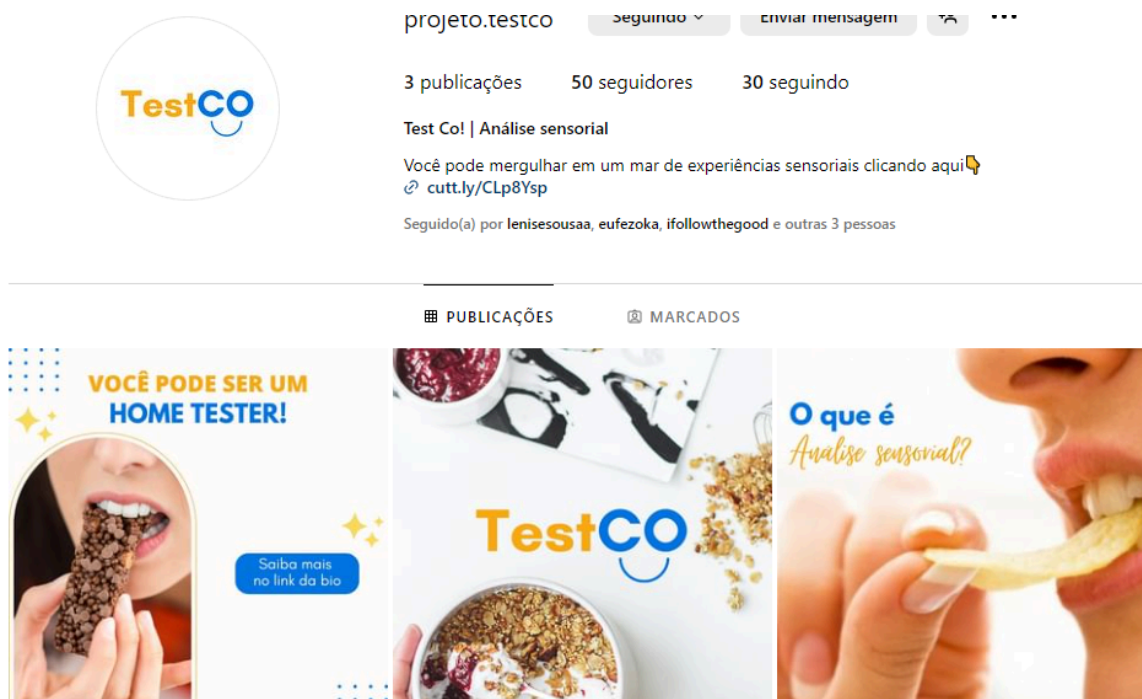 TestCO
projeto.testco Seguindo Enviar mensagem
3 publicações 50 seguidores 30 seguindo
Test Co! | Análise sensorial
Você pode mergulhar em um mar de experiências sensoriais clicando aqui👇
cutt.ly/CLp8Ysp
Seguido(a) por lenisesousaa, eufezoka, ifollowthegood e outras 3 pessoas
PUBLICAÇÕES MARCADOS
VOCÊ PODE SER UM
HOME TESTER!
Saiba mais
no link da bio
TestCO
O que é
Análise sensorial?